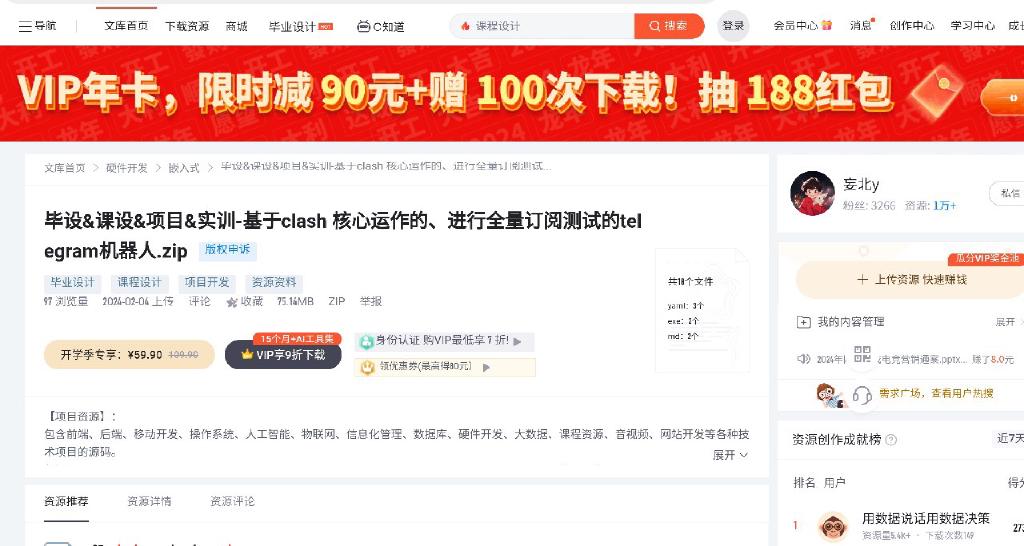 导航 文库首页 下载资源 商城 毕业设计 HOT C知道 课程设计 搜索 登录 会员中心 消息 创作中心 学习中心
VIP年卡，限时减 90元+赠 100次下载！抽 188红包
文库首页 > 硬件开发 > 嵌入式 > 毕设&课设&项目&实训-基于clash 核心运作的、进行全量订阅测试...
毕设&课设&项目&实训-基于clash 核心运作的、进行全量订阅测试的tel
egram机器人.zip 版权申诉
毕业设计 课程设计 项目开发 资源资料
97 浏览量 2024-02-04 上传 评论 收藏 75.14MB ZIP 举报
共10个文件
yaml：3个
exe：2个
md：2个
15个月+AI工具集
开学季专享：¥59.90 109.90 VIP享9折下载
身份认证 购VIP最低享 7 折!
领优惠券(最高得80元)
【项目资源】：
包含前端、后端、移动开发、操作系统、人工智能、物联网、信息化管理、数据库、硬件开发、大数据、课程资源、音视频、网站开发等各种技
术项目的源码。
展开
资源推荐 资源详情 资源评论
妄北y
私信
粉丝: 3266 资源: 1万+
瓜分VIP奖金池
上传资源 快速赚钱
我的内容管理 展开
电竞营销通案.pptx... 赚了8.0元
需求广场，查看用户热搜
资源创作成就榜 近7天
排名 用户
1 用数据说话用数据决策
资源量5.4k+ · 下载次数149